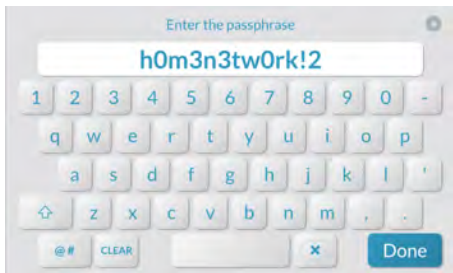 Enter the passphrase
h0m3n3tw0rk!2
1 2 3 4 5 6 7 8 9 0 -
q w e r t y u i o p
a s d f g h j k l '
z x c v b n m , .
@# CLEAR × Done